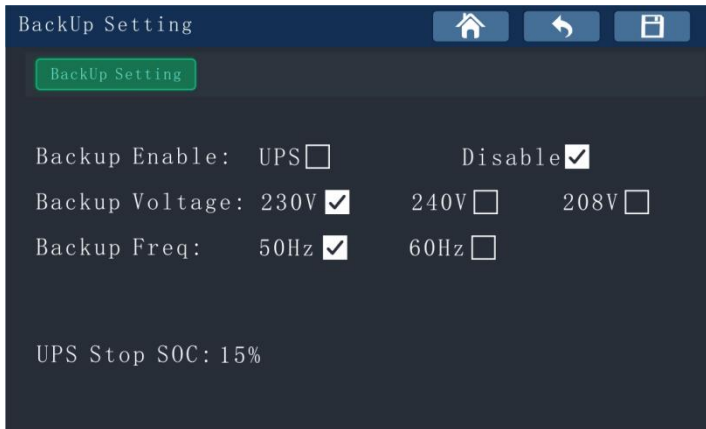 BackUp Setting
BackUp Setting
Backup Enable: UPS Disable
Backup Voltage: 230V 240V 208V
Backup Freq: 50Hz 60Hz
UPS Stop SOC: 15%